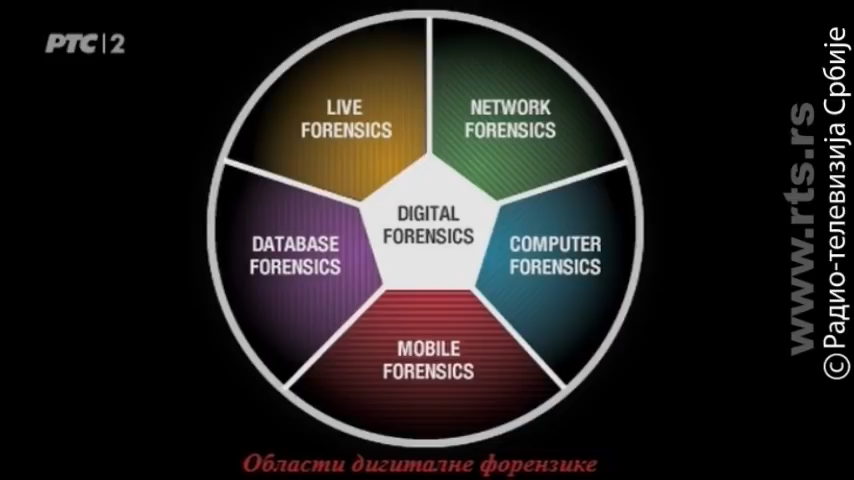 РТС|2
LIVE
FORENSICS
NETWORK
FORENSICS
DIGITAL
FORENSICS
DATABASE
FORENSICS
COMPUTER
FORENSICS
MOBILE
FORENSICS
Области дигиталне форензике
www.rts.rs
©Радио-телевизија Србије